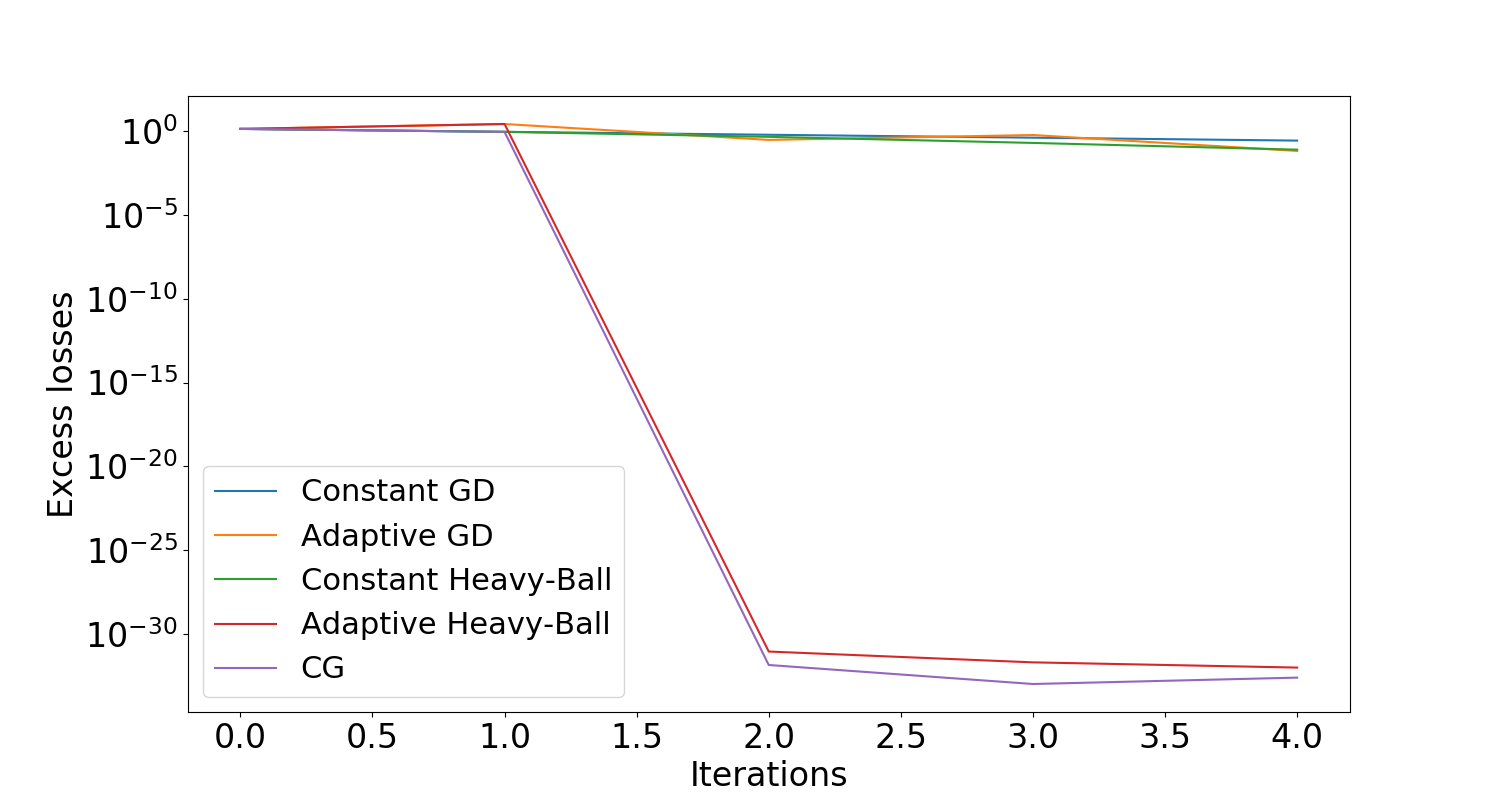 10⁰
10⁻⁵
10⁻¹⁰
10⁻¹⁵
10⁻²⁰
10⁻²⁵
10⁻³⁰
Excess losses
Constant GD
Adaptive GD
Constant Heavy-Ball
Adaptive Heavy-Ball
CG
0.0 0.5 1.0 1.5 2.0 2.5 3.0 3.5 4.0
Iterations